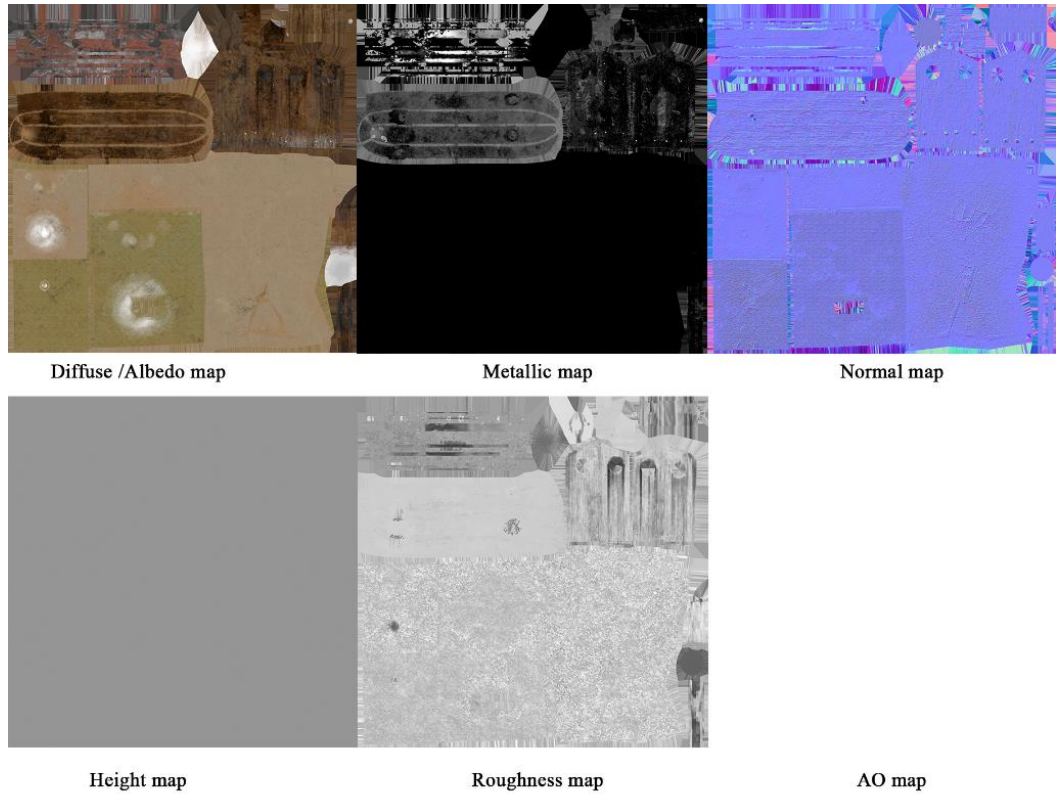 Diffuse /Albedo map
Metallic map
Normal map
Height map
Roughness map
AO map